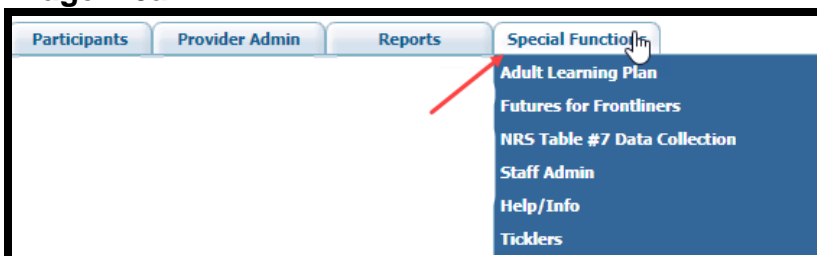 Participants Provider Admin Reports Special Functions
Adult Learning Plan
Futures for Frontliners
NRS Table #7 Data Collection
Staff Admin
Help/Info
Ticklers